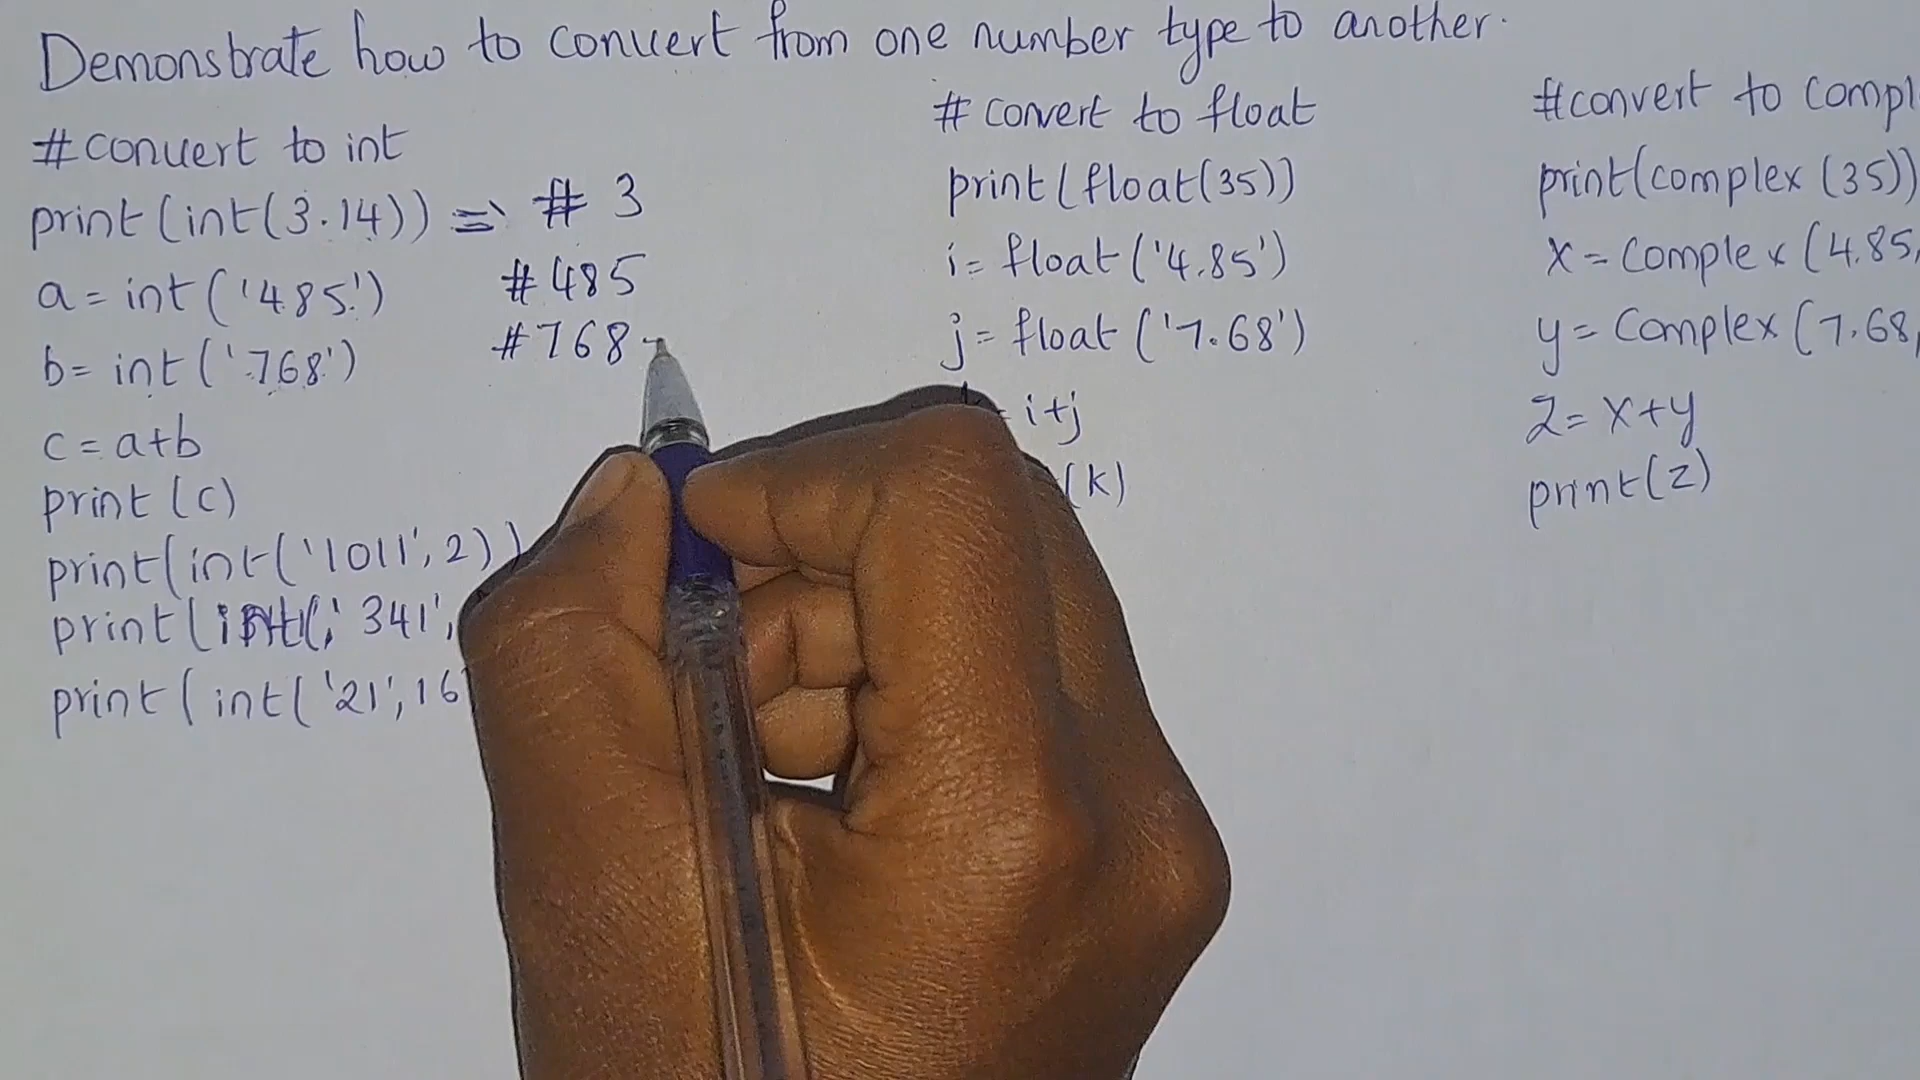 Demonstrate how to convert from one number type to another.
#convert to int
print(int(3.14)) => # 3
a = int('485') #485
b= int('768') #768
c = a+b
print(c)
print(int('1011',2))
print(int('341',
print(int('21',16
# convert to float
print(float(35))
i= float('4.85')
j= float('7.68')
i+j
(k)
#convert to compl
print(complex(35))
x = complex(4.85,
y= complex(7.68,
z= x+y
print(z)